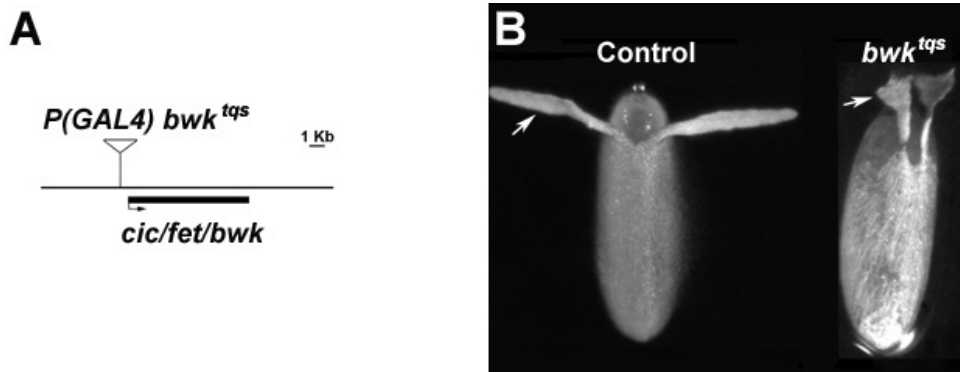 A
P(GAL4) bwk tqs
1 Kb
cic/fet/bwk
B
Control
bwk tqs